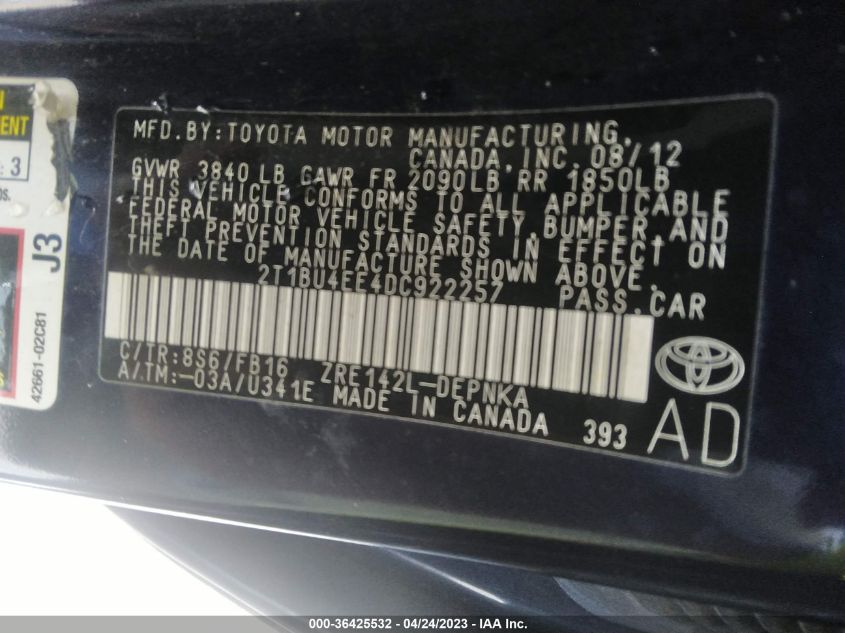 MFD.BY:TOYOTA MOTOR MANUFACTURING,
CANADA,INC. 08/12
GVWR 3840 LB GAWR FR 2090LB RR 1850LB
THIS VEHICLE CONFORMS TO ALL APPLICABLE
FEDERAL MOTOR VEHICLE SAFETY,BUMPER,AND
THEFT PREVENTION STANDARDS IN EFFECT ON
THE DATE OF MANUFACTURE SHOWN ABOVE.
2T1BU4EE4DC922257 PASS.CAR
C/TR:8S6/FB16 ZRE142L-DEPNKA
A/TM:-03A/U341E MADE IN CANADA 393
AD
: 3
J3
42661-02C81
000-36425532 - 04/24/2023 - IAA Inc.